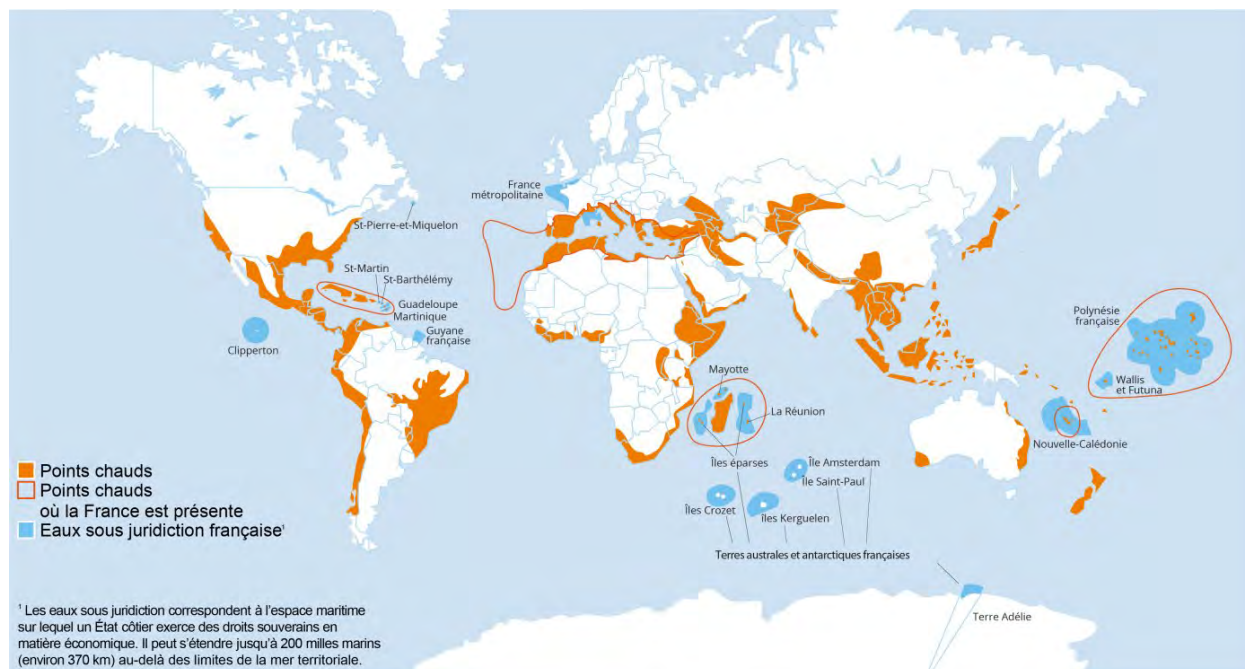 France
métropolitaine
St-Pierre-et-Miquelon
St-Martin
St-Barthélémy
Guadeloupe
Martinique
Guyane
française
Clipperton
Polynésie
française
Wallis
et Futuna
Mayotte
La Réunion
Nouvelle-Calédonie
Îles éparses
Île Amsterdam
Île Saint-Paul
Îles Crozet
îles Kerguelen
Terres australes et antarctiques françaises
Terre Adélie
Points chauds
Points chauds
où la France est présente
Eaux sous juridiction française¹
¹ Les eaux sous juridiction correspondent à l'espace maritime
sur lequel un État côtier exerce des droits souverains en
matière économique. Il peut s'étendre jusqu'à 200 milles marins
(environ 370 km) au-delà des limites de la mer territoriale.